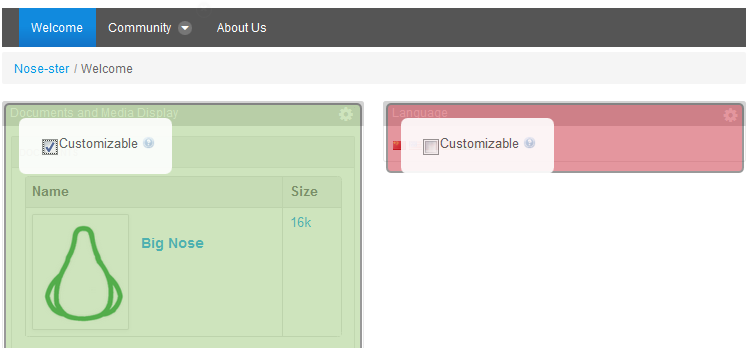 Welcome Community About Us
Nose-ster / Welcome
Documents and Media Display
Customizable
Name Size
Big Nose
16k
Language
Customizable